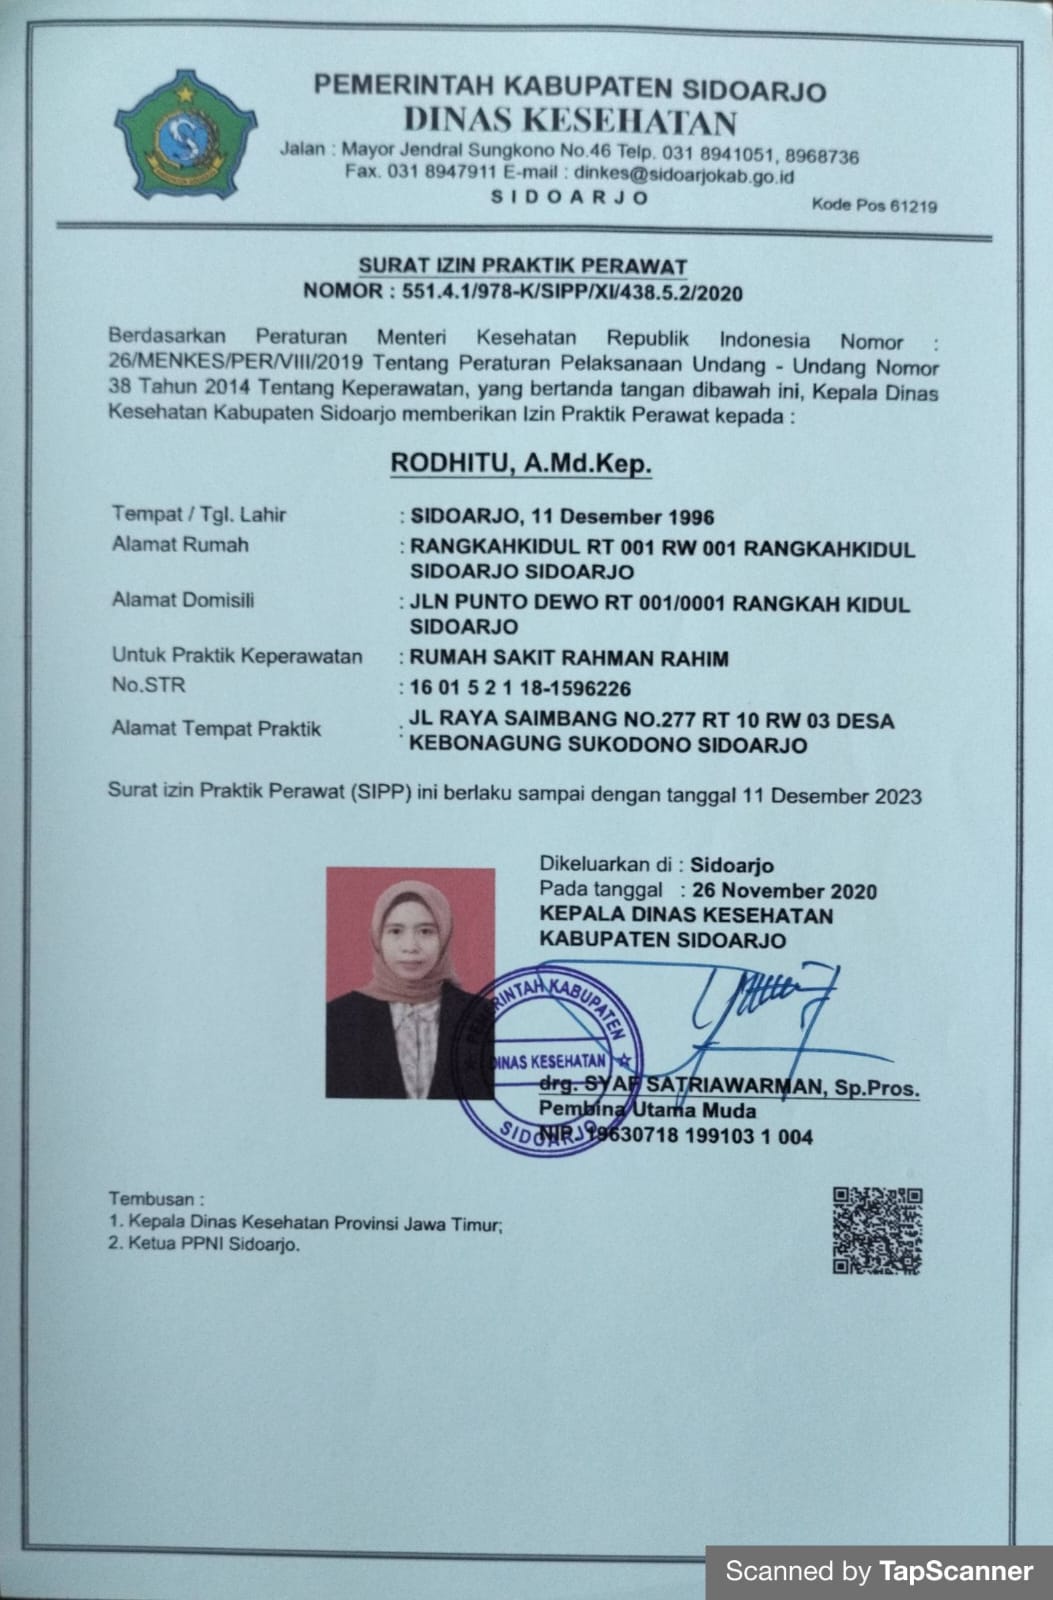 PEMERINTAH KABUPATEN SIDOARJO
DINAS KESEHATAN
Jalan : Mayor Jendral Sungkono No.46 Telp. 031 8941051, 8968736
Fax. 031 8947911 E-mail : dinkes@sidoarjokab.go.id
SIDOARJO
Kode Pos 61219
SURAT IZIN PRAKTIK PERAWAT
NOMOR : 551.4.1/978-K/SIPP/XI/438.5.2/2020
Berdasarkan Peraturan Menteri Kesehatan Republik Indonesia Nomor :
26/MENKES/PER/VIII/2019 Tentang Peraturan Pelaksanaan Undang - Undang Nomor
38 Tahun 2014 Tentang Keperawatan, yang bertanda tangan dibawah ini, Kepala Dinas
Kesehatan Kabupaten Sidoarjo memberikan Izin Praktik Perawat kepada :
RODHITU, A.Md.Kep.
Tempat / Tgl. Lahir : SIDOARJO, 11 Desember 1996
Alamat Rumah : RANGKAHKIDUL RT 001 RW 001 RANGKAHKIDUL
SIDOARJO SIDOARJO
Alamat Domisili : JLN PUNTO DEWO RT 001/0001 RANGKAH KIDUL
SIDOARJO
Untuk Praktik Keperawatan : RUMAH SAKIT RAHMAN RAHIM
No.STR : 16 01 5 2 1 18-1596226
Alamat Tempat Praktik : JL RAYA SAIMBANG NO.277 RT 10 RW 03 DESA
KEBONAGUNG SUKODONO SIDOARJO
Surat izin Praktik Perawat (SIPP) ini berlaku sampai dengan tanggal 11 Desember 2023
Dikeluarkan di : Sidoarjo
Pada tanggal : 26 November 2020
KEPALA DINAS KESEHATAN
KABUPATEN SIDOARJO
PEMERINTAH KABUPATEN
DINAS KESEHATAN
SIDOARJO
drg. SYAF SATRIAWARMAN, Sp.Pros.
Pembina Utama Muda
NIP. 19630718 199103 1 004
Tembusan :
1. Kepala Dinas Kesehatan Provinsi Jawa Timur;
2. Ketua PPNI Sidoarjo.
Scanned by TapScanner